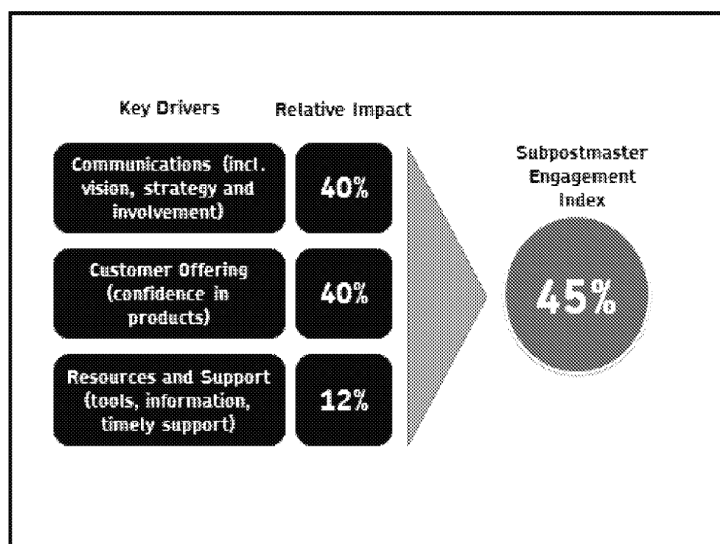 Key Drivers
Relative Impact
Communications (incl.
vision, strategy and
involvement)
40%
Customer Offering
(confidence in
products)
40%
Resources and Support
(tools, information,
timely support)
12%
Subpostmaster
Engagement
Index
45%